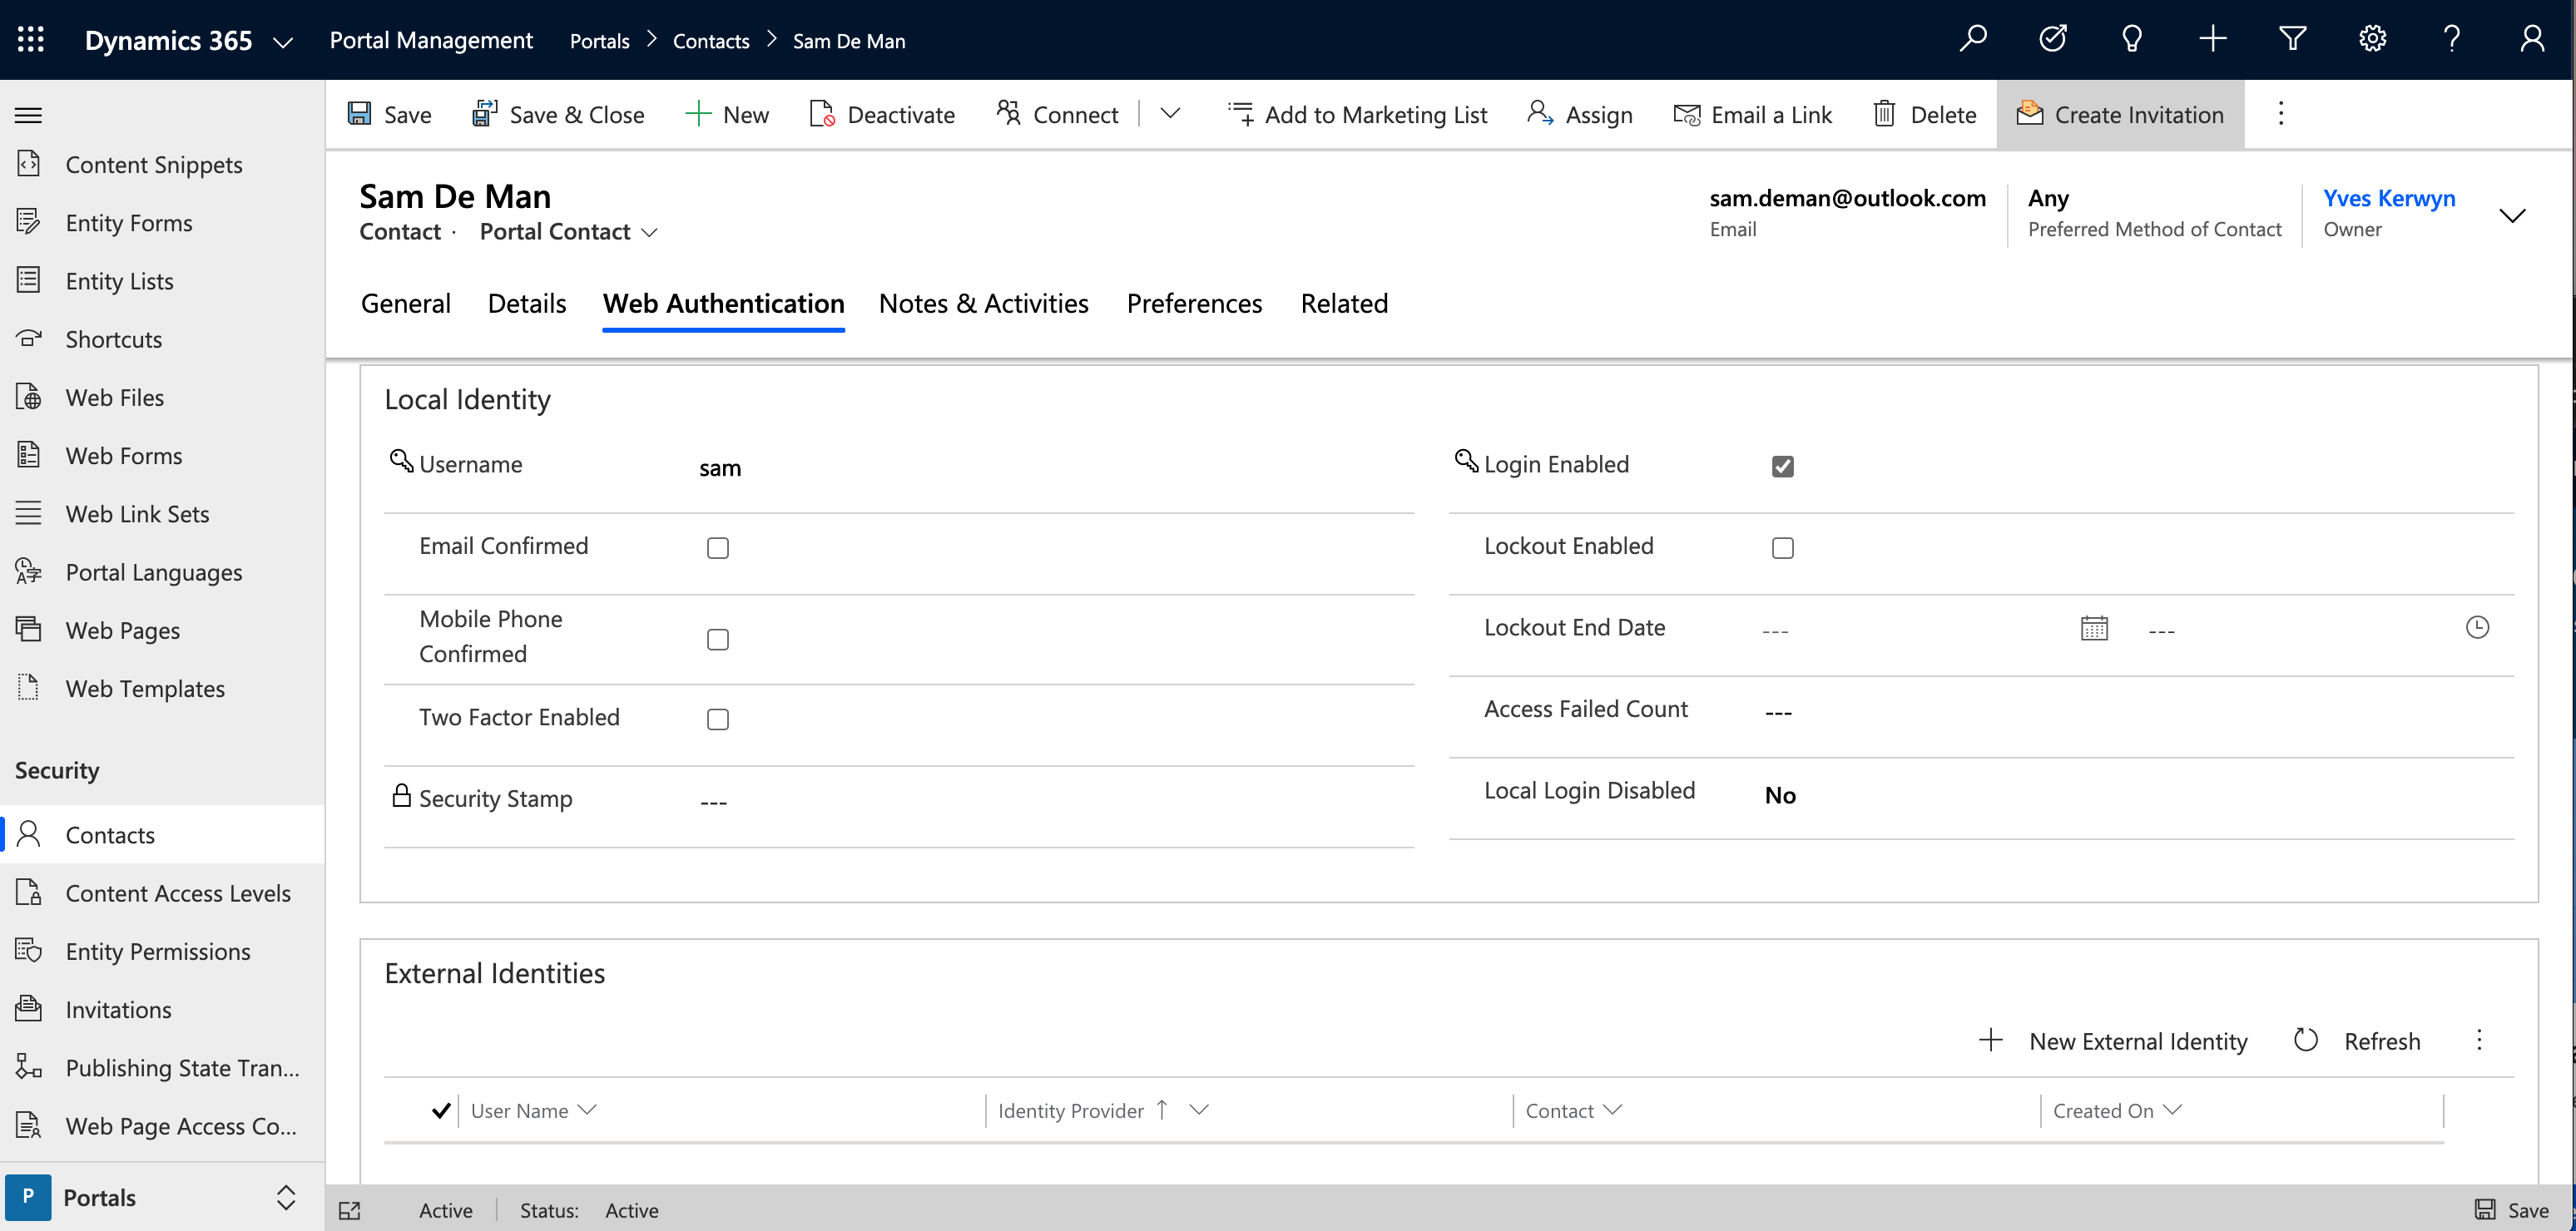 Dynamics 365 Portal Management Portals > Contacts > Sam De Man
Save Save & Close New Deactivate Connect Add to Marketing List Assign Email a Link Delete Create Invitation
Content Snippets
Entity Forms
Entity Lists
Shortcuts
Web Files
Web Forms
Web Link Sets
Portal Languages
Web Pages
Web Templates
Security
Contacts
Content Access Levels
Entity Permissions
Invitations
Publishing State Tran...
Web Page Access Co...
P Portals
Sam De Man
Contact · Portal Contact
sam.deman@outlook.com
Email
Any
Preferred Method of Contact
Yves Kerwyn
Owner
General Details Web Authentication Notes & Activities Preferences Related
Local Identity
Username sam
Email Confirmed
Mobile Phone
Confirmed
Two Factor Enabled
Security Stamp ---
Login Enabled
Lockout Enabled
Lockout End Date --- ---
Access Failed Count ---
Local Login Disabled No
External Identities
New External Identity Refresh
User Name Identity Provider ↑ Contact Created On
Active Status: Active Save